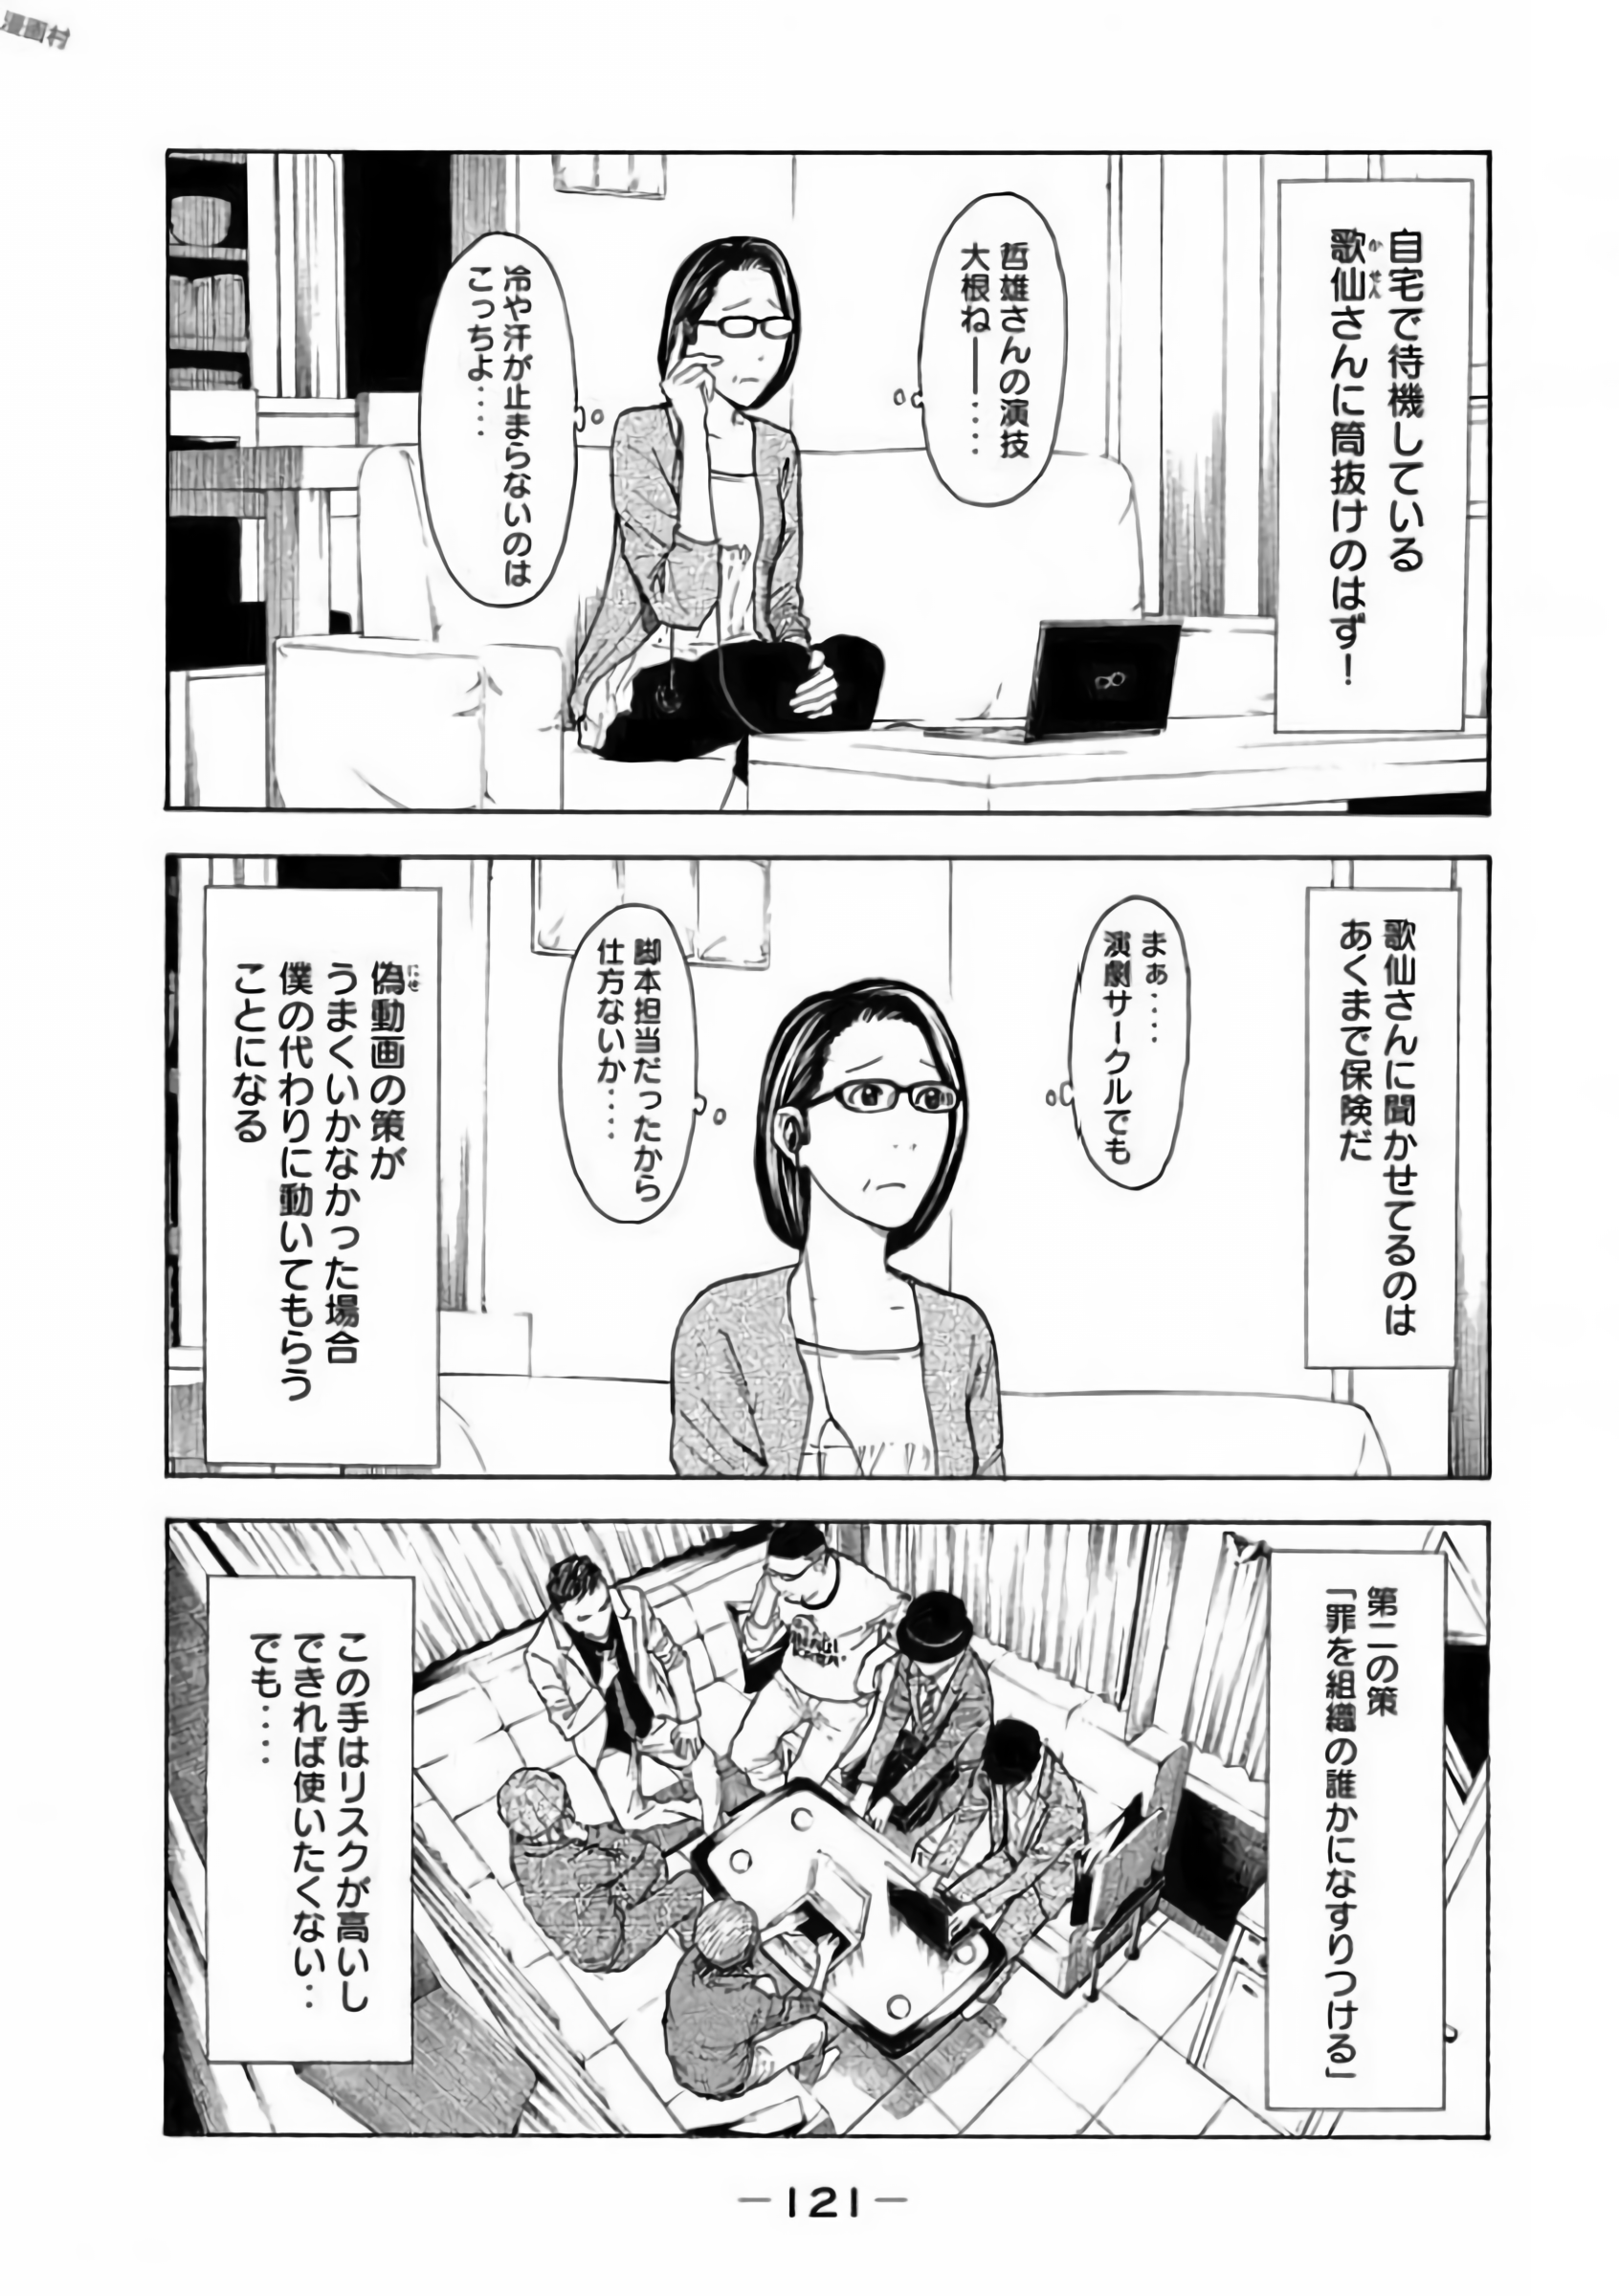 漫画村
自宅で待機している
歌仙さんに筒抜けのはず！
かせん
哲雄さんの演技
大根ね――‥‥
冷や汗が止まらないのは
こっちよ‥‥
歌仙さんに聞かせてるのは
あくまで保険だ
まぁ‥‥
演劇サークルでも
脚本担当だったから
仕方ないか‥‥
偽動画の策が
にせ
うまくいかなかった場合
僕の代わりに動いてもらう
ことになる
第二の策
「罪を組織の誰かになすりつける」
この手はリスクが高いし
できれば使いたくない‥
でも‥‥
―121―